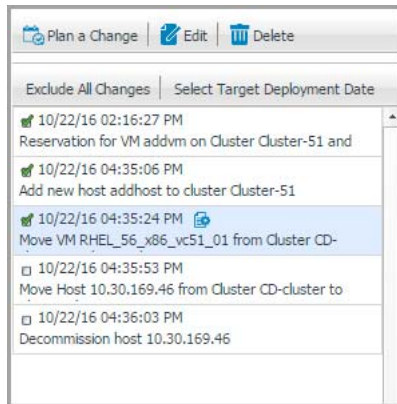 Plan a Change Edit Delete
Exclude All Changes Select Target Deployment Date
10/22/16 02:16:27 PM
Reservation for VM addvm on Cluster Cluster-51 and
10/22/16 04:35:06 PM
Add new host addhost to cluster Cluster-51
10/22/16 04:35:24 PM
Move VM RHEL_56_x86_vc51_01 from Cluster CD-
10/22/16 04:35:53 PM
Move Host 10.30.169.46 from Cluster CD-cluster to
10/22/16 04:36:03 PM
Decommission host 10.30.169.46